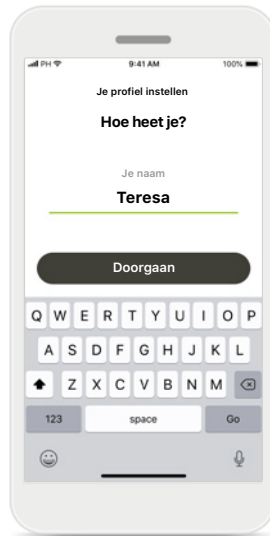 PH 9:41 AM 100%
Je profiel instellen
Hoe heet je?
Je naam
Teresa
Doorgaan
Q W E R T Y U I O P
A S D F G H J K L
Z X C V B N M
123 space Go